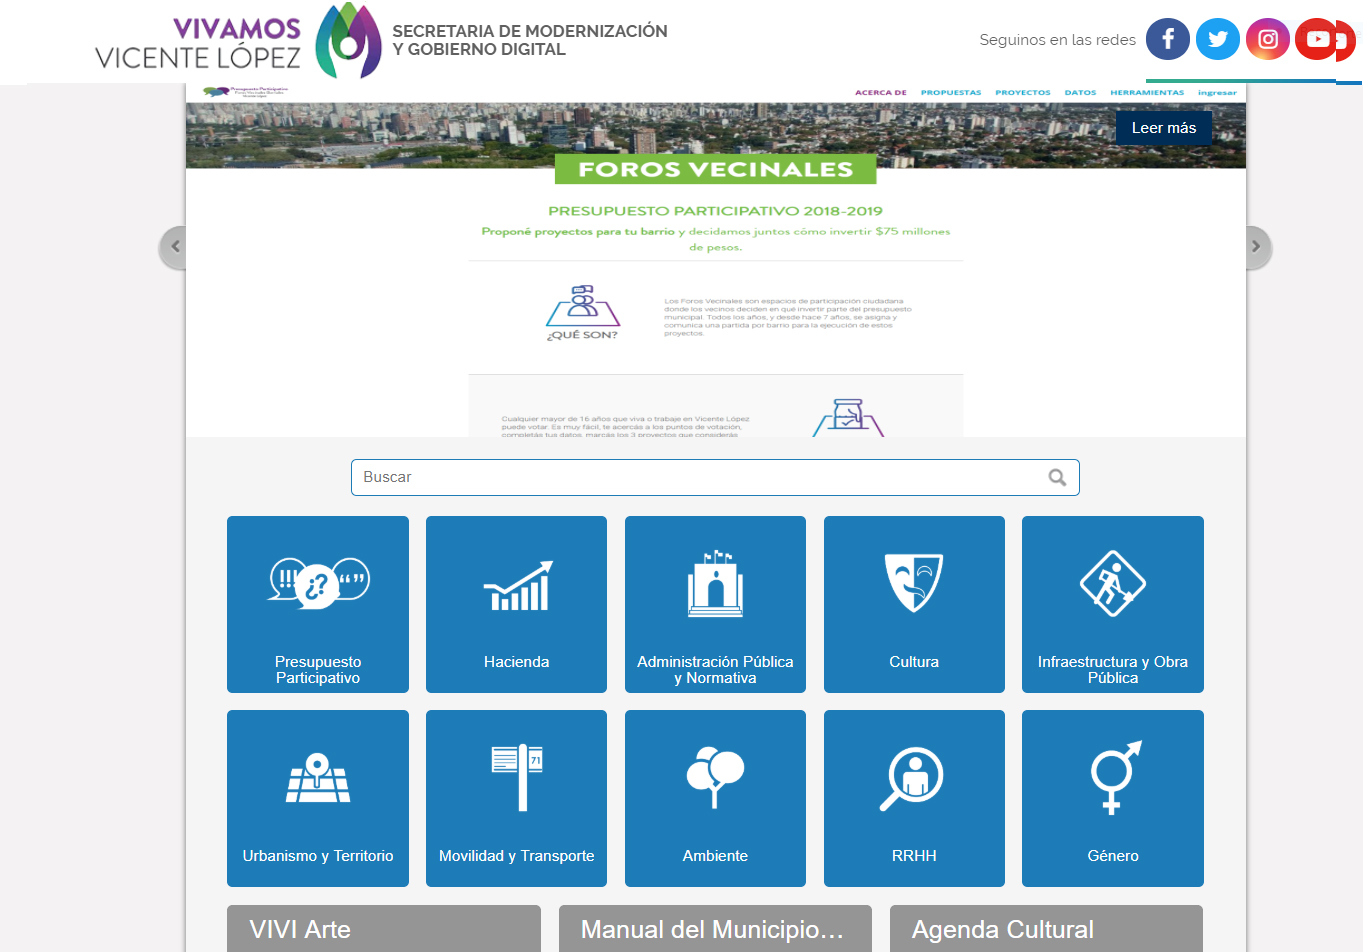 VIVAMOS
VICENTE LÓPEZ
SECRETARIA DE MODERNIZACIÓN
Y GOBIERNO DIGITAL
Seguinos en las redes
Presupuesto Participativo
Vicente López
ACERCA DE PROPUESTAS PROYECTOS DATOS HERRAMIENTAS ingresar
Leer más
FOROS VECINALES
PRESUPUESTO PARTICIPATIVO 2018-2019
Proponé proyectos para tu barrio y decidamos juntos cómo invertir $75 millones
de pesos.
¿QUÉ SON?
Los Foros Vecinales son espacios de participación ciudadana
donde los vecinos deciden en qué invertir parte del presupuesto
municipal. Todos los años, y desde hace 7 años, se asigna y
comunica una partida por barrio para la ejecución de estos
proyectos.
Cualquier mayor de 16 años que viva o trabaje en Vicente López
puede votar. Es muy fácil, te acercás a los puntos de votación,
completás tus datos, marcás los 3 proyectos que considerás
Buscar
Presupuesto
Participativo
Hacienda
Administración Pública
y Normativa
Cultura
Infraestructura y Obra
Pública
71
Urbanismo y Territorio
Movilidad y Transporte
Ambiente
RRHH
Género
VIVI Arte
Manual del Municipio...
Agenda Cultural